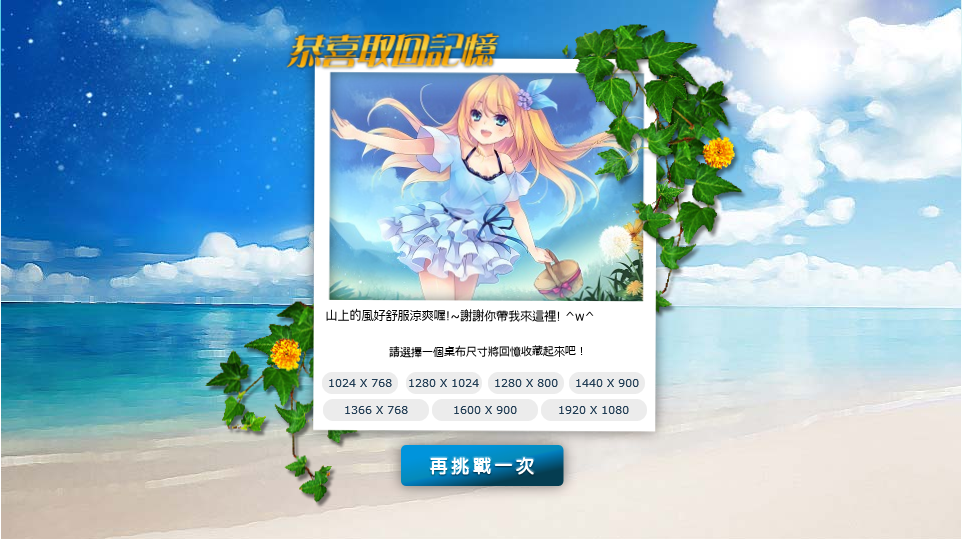 恭喜取回記憶
山上的風好舒服涼爽喔!~謝謝你帶我來這裡! ^w^
請選擇一個桌布尺寸將回憶收藏起來吧！
1024 X 768 1280 X 1024 1280 X 800 1440 X 900
1366 X 768 1600 X 900 1920 X 1080
再挑戰一次